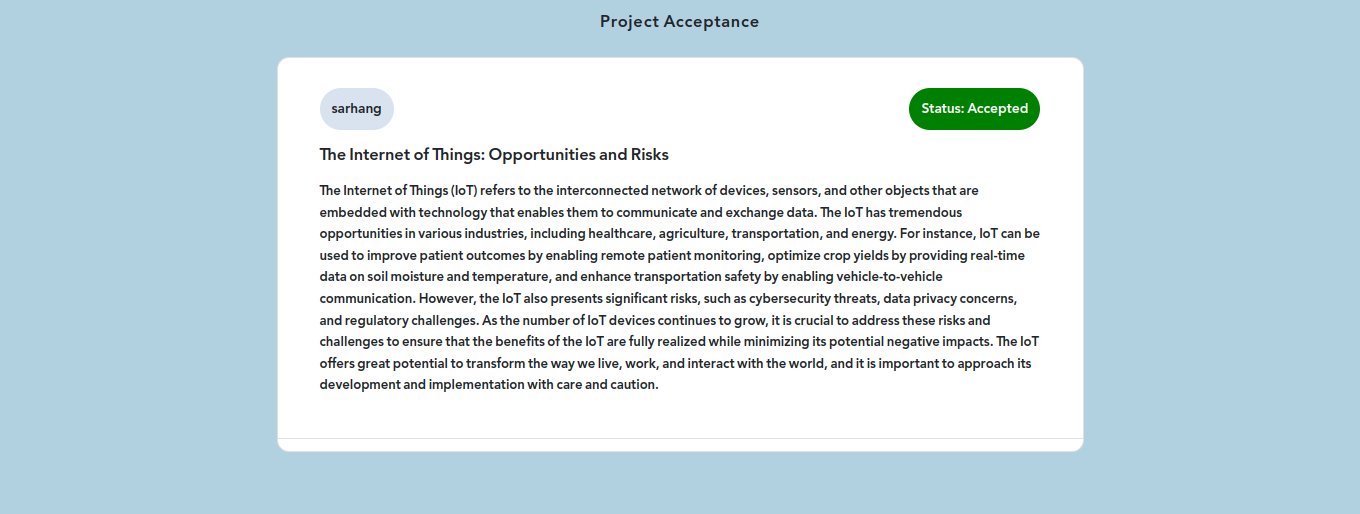 Project Acceptance
sarhang
Status: Accepted
The Internet of Things: Opportunities and Risks
The Internet of Things (IoT) refers to the interconnected network of devices, sensors, and other objects that are
embedded with technology that enables them to communicate and exchange data. The IoT has tremendous
opportunities in various industries, including healthcare, agriculture, transportation, and energy. For instance, IoT can be
used to improve patient outcomes by enabling remote patient monitoring, optimize crop yields by providing real-time
data on soil moisture and temperature, and enhance transportation safety by enabling vehicle-to-vehicle
communication. However, the IoT also presents significant risks, such as cybersecurity threats, data privacy concerns,
and regulatory challenges. As the number of IoT devices continues to grow, it is crucial to address these risks and
challenges to ensure that the benefits of the IoT are fully realized while minimizing its potential negative impacts. The IoT
offers great potential to transform the way we live, work, and interact with the world, and it is important to approach its
development and implementation with care and caution.